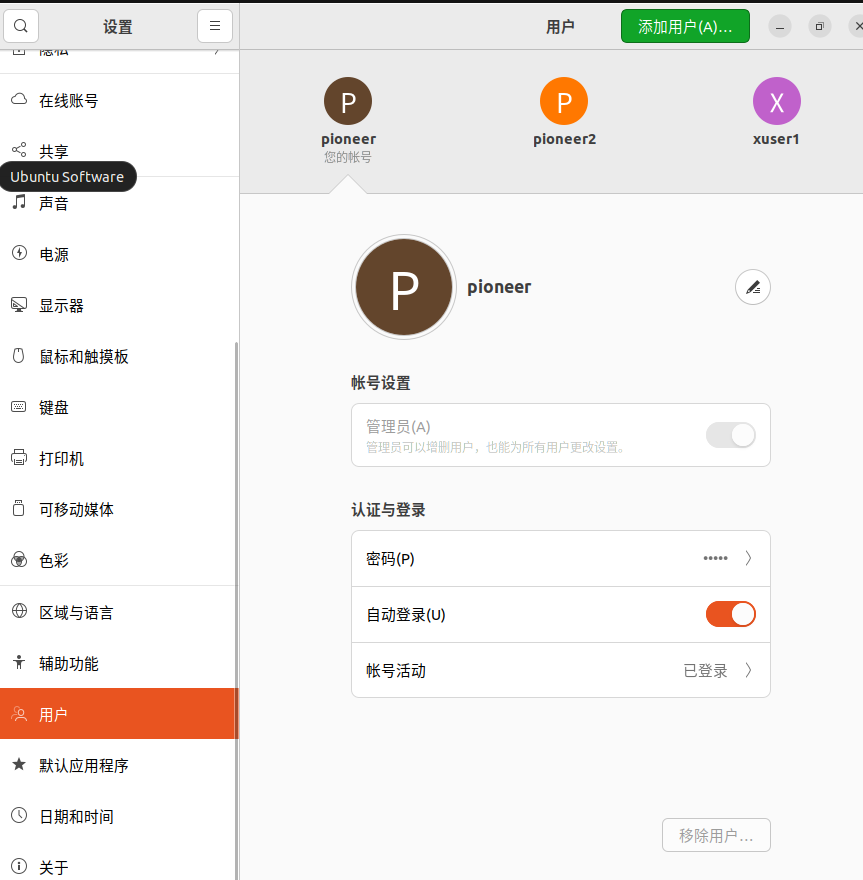 设置
用户
添加用户(A)…
隐私
在线账号
共享
Ubuntu Software
声音
电源
显示器
鼠标和触摸板
键盘
打印机
可移动媒体
色彩
区域与语言
辅助功能
用户
默认应用程序
日期和时间
关于
P
pioneer
您的帐号
P
pioneer2
X
xuser1
P
pioneer
帐号设置
管理员(A)
管理员可以增删用户，也能为所有用户更改设置。
认证与登录
密码(P) •••••
自动登录(U)
帐号活动 已登录
移除用户…